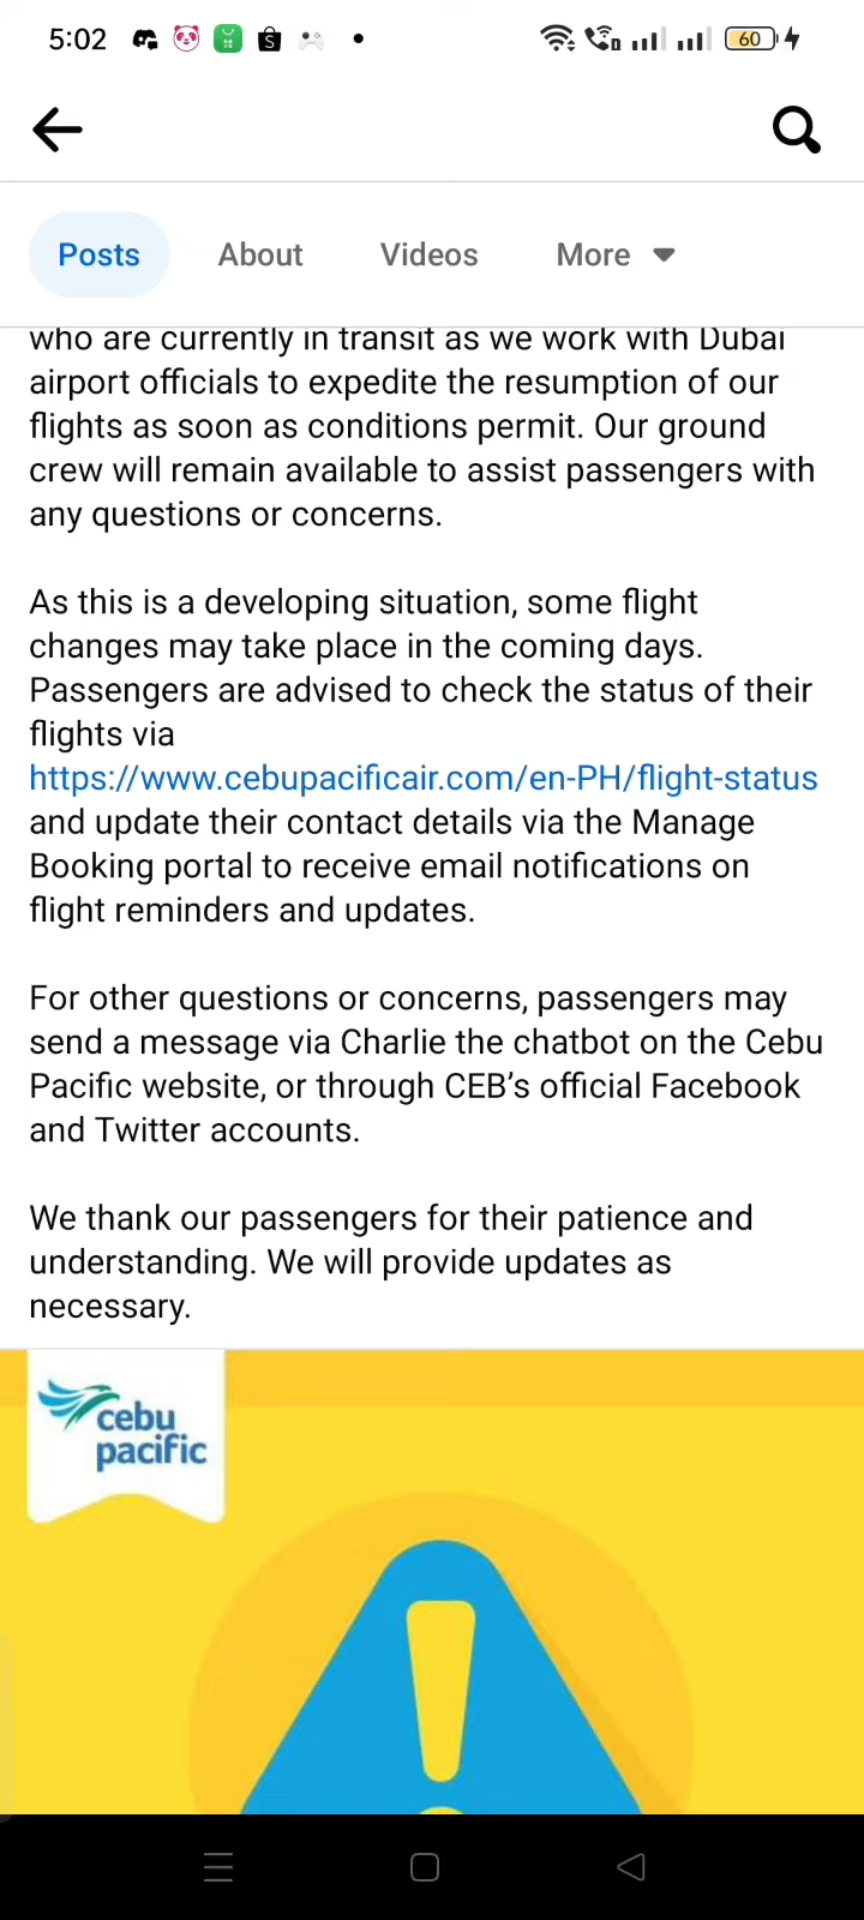 5:02
60
Posts
About
Videos
More
who are currently in transit as we work with Dubai
airport officials to expedite the resumption of our
flights as soon as conditions permit. Our ground
crew will remain available to assist passengers with
any questions or concerns.
As this is a developing situation, some flight
changes may take place in the coming days.
Passengers are advised to check the status of their
flights via
https://www.cebupacificair.com/en-PH/flight-status
and update their contact details via the Manage
Booking portal to receive email notifications on
flight reminders and updates.
For other questions or concerns, passengers may
send a message via Charlie the chatbot on the Cebu
Pacific website, or through CEB’s official Facebook
and Twitter accounts.
We thank our passengers for their patience and
understanding. We will provide updates as
necessary.
cebu
pacific